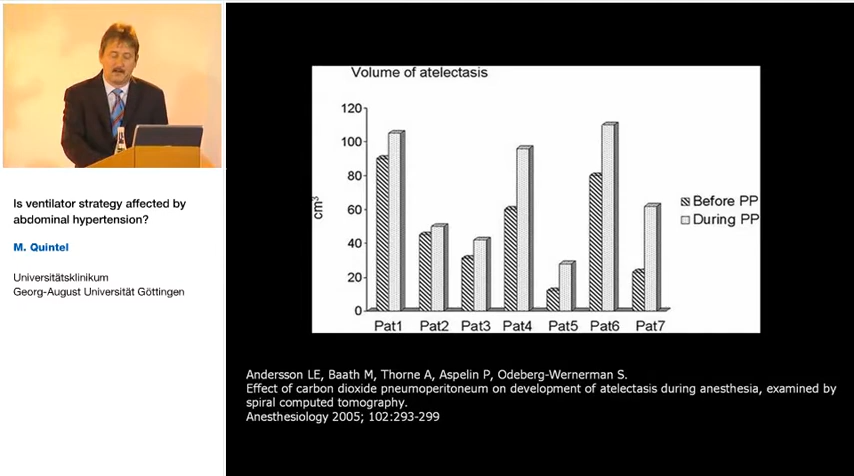 Is ventilator strategy affected by
abdominal hypertension?
M. Quintel
Universitätsklinikum
Georg-August Universität Göttingen
Volume of atelectasis
cm³
120
100
80
60
40
20
0
Pat1 Pat2 Pat3 Pat4 Pat5 Pat6 Pat7
Before PP
During PP
Andersson LE, Baath M, Thorne A, Aspelin P, Odeberg-Wernerman S.
Effect of carbon dioxide pneumoperitoneum on development of atelectasis during anesthesia, examined by
spiral computed tomography.
Anesthesiology 2005; 102:293-299